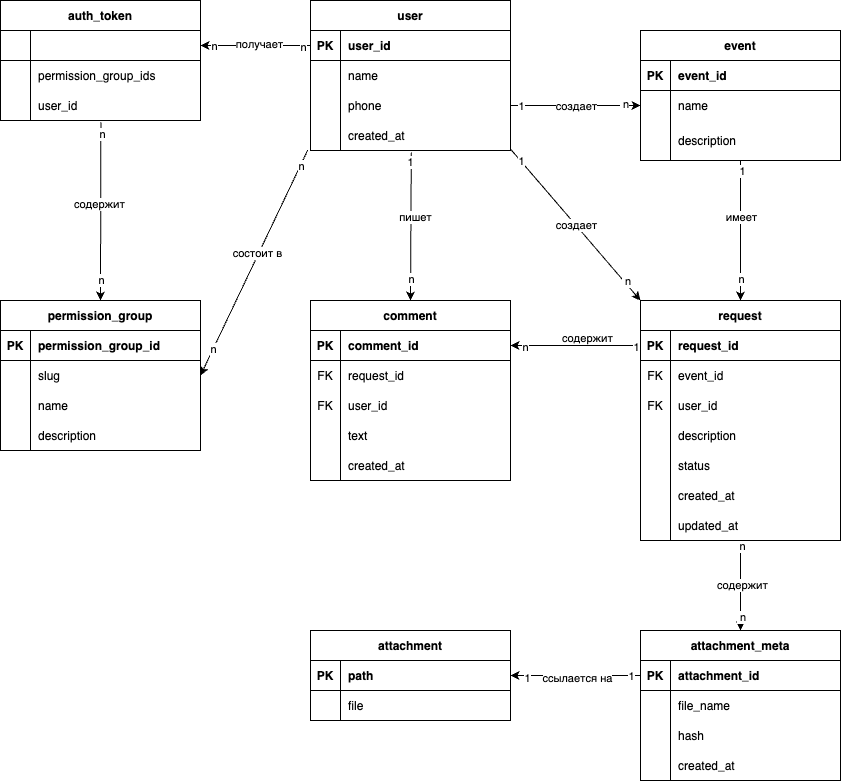 auth_token
permission_group_ids
user_id
n
получает
n
user
PK user_id
name
phone
created_at
1
создает
n
event
PK event_id
name
description
n
содержит
n
n
состоит в
n
1
пишет
n
1
создает
n
1
имеет
n
permission_group
PK permission_group_id
slug
name
description
comment
PK comment_id
FK request_id
FK user_id
text
created_at
n
содержит
1
request
PK request_id
FK event_id
FK user_id
description
status
created_at
updated_at
n
содержит
n
attachment
PK path
file
1
ссылается на
1
attachment_meta
PK attachment_id
file_name
hash
created_at